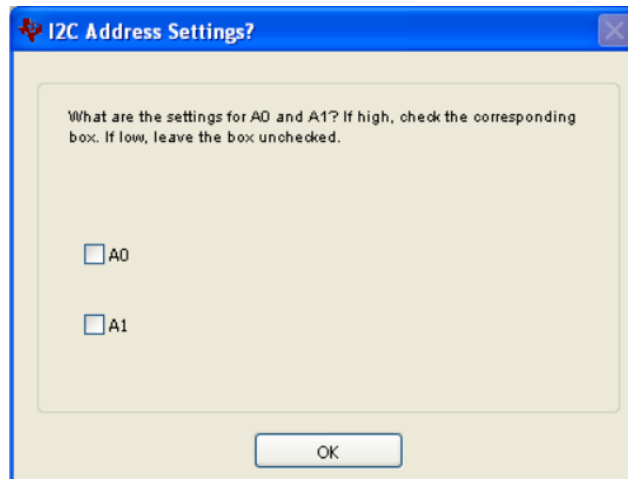 I2C Address Settings?
What are the settings for A0 and A1? If high, check the corresponding
box. If low, leave the box unchecked.
A0
A1
OK